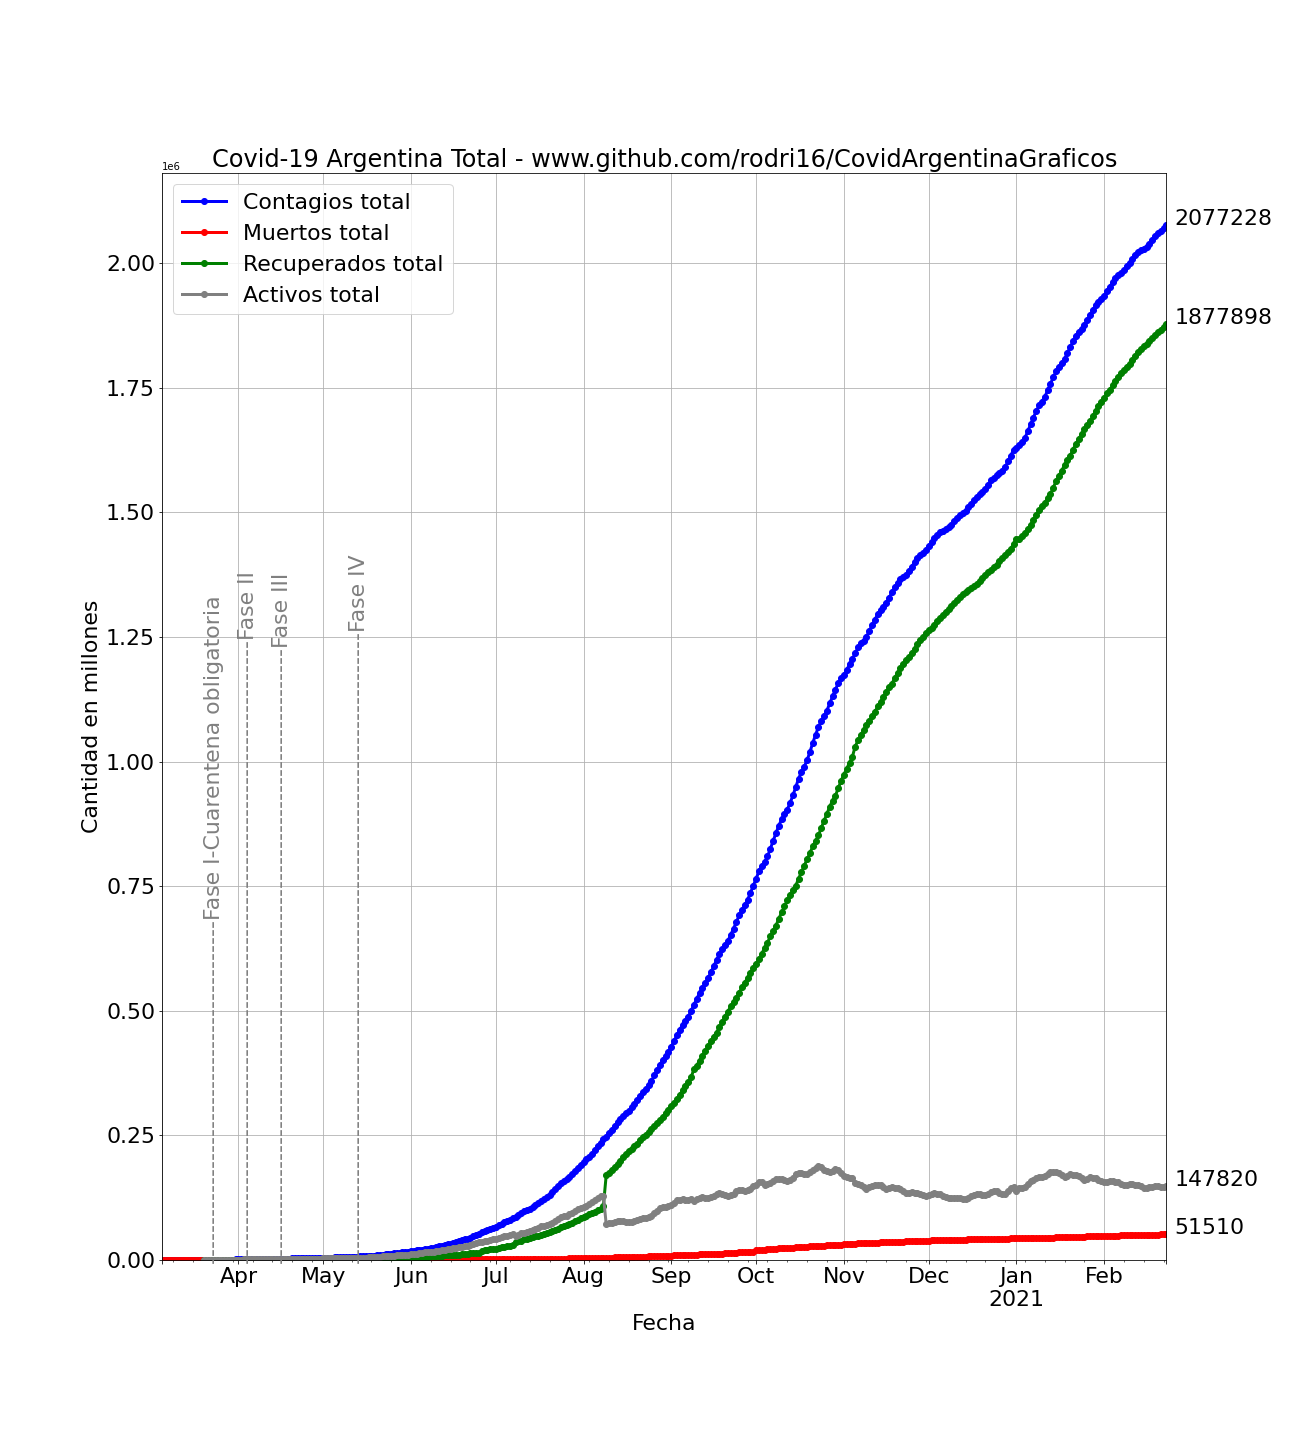 Covid-19 Argentina Total - www.github.com/rodri16/CovidArgentinaGraficos
1e6
Contagios total
Muertos total
Recuperados total
Activos total
2077228
1877898
147820
51510
2.00
1.75
1.50
1.25
1.00
0.75
0.50
0.25
0.00
Cantidad en millones
Fase I-Cuarentena obligatoria
Fase II
Fase III
Fase IV
Apr May Jun Jul Aug Sep Oct Nov Dec Jan Feb
2021
Fecha